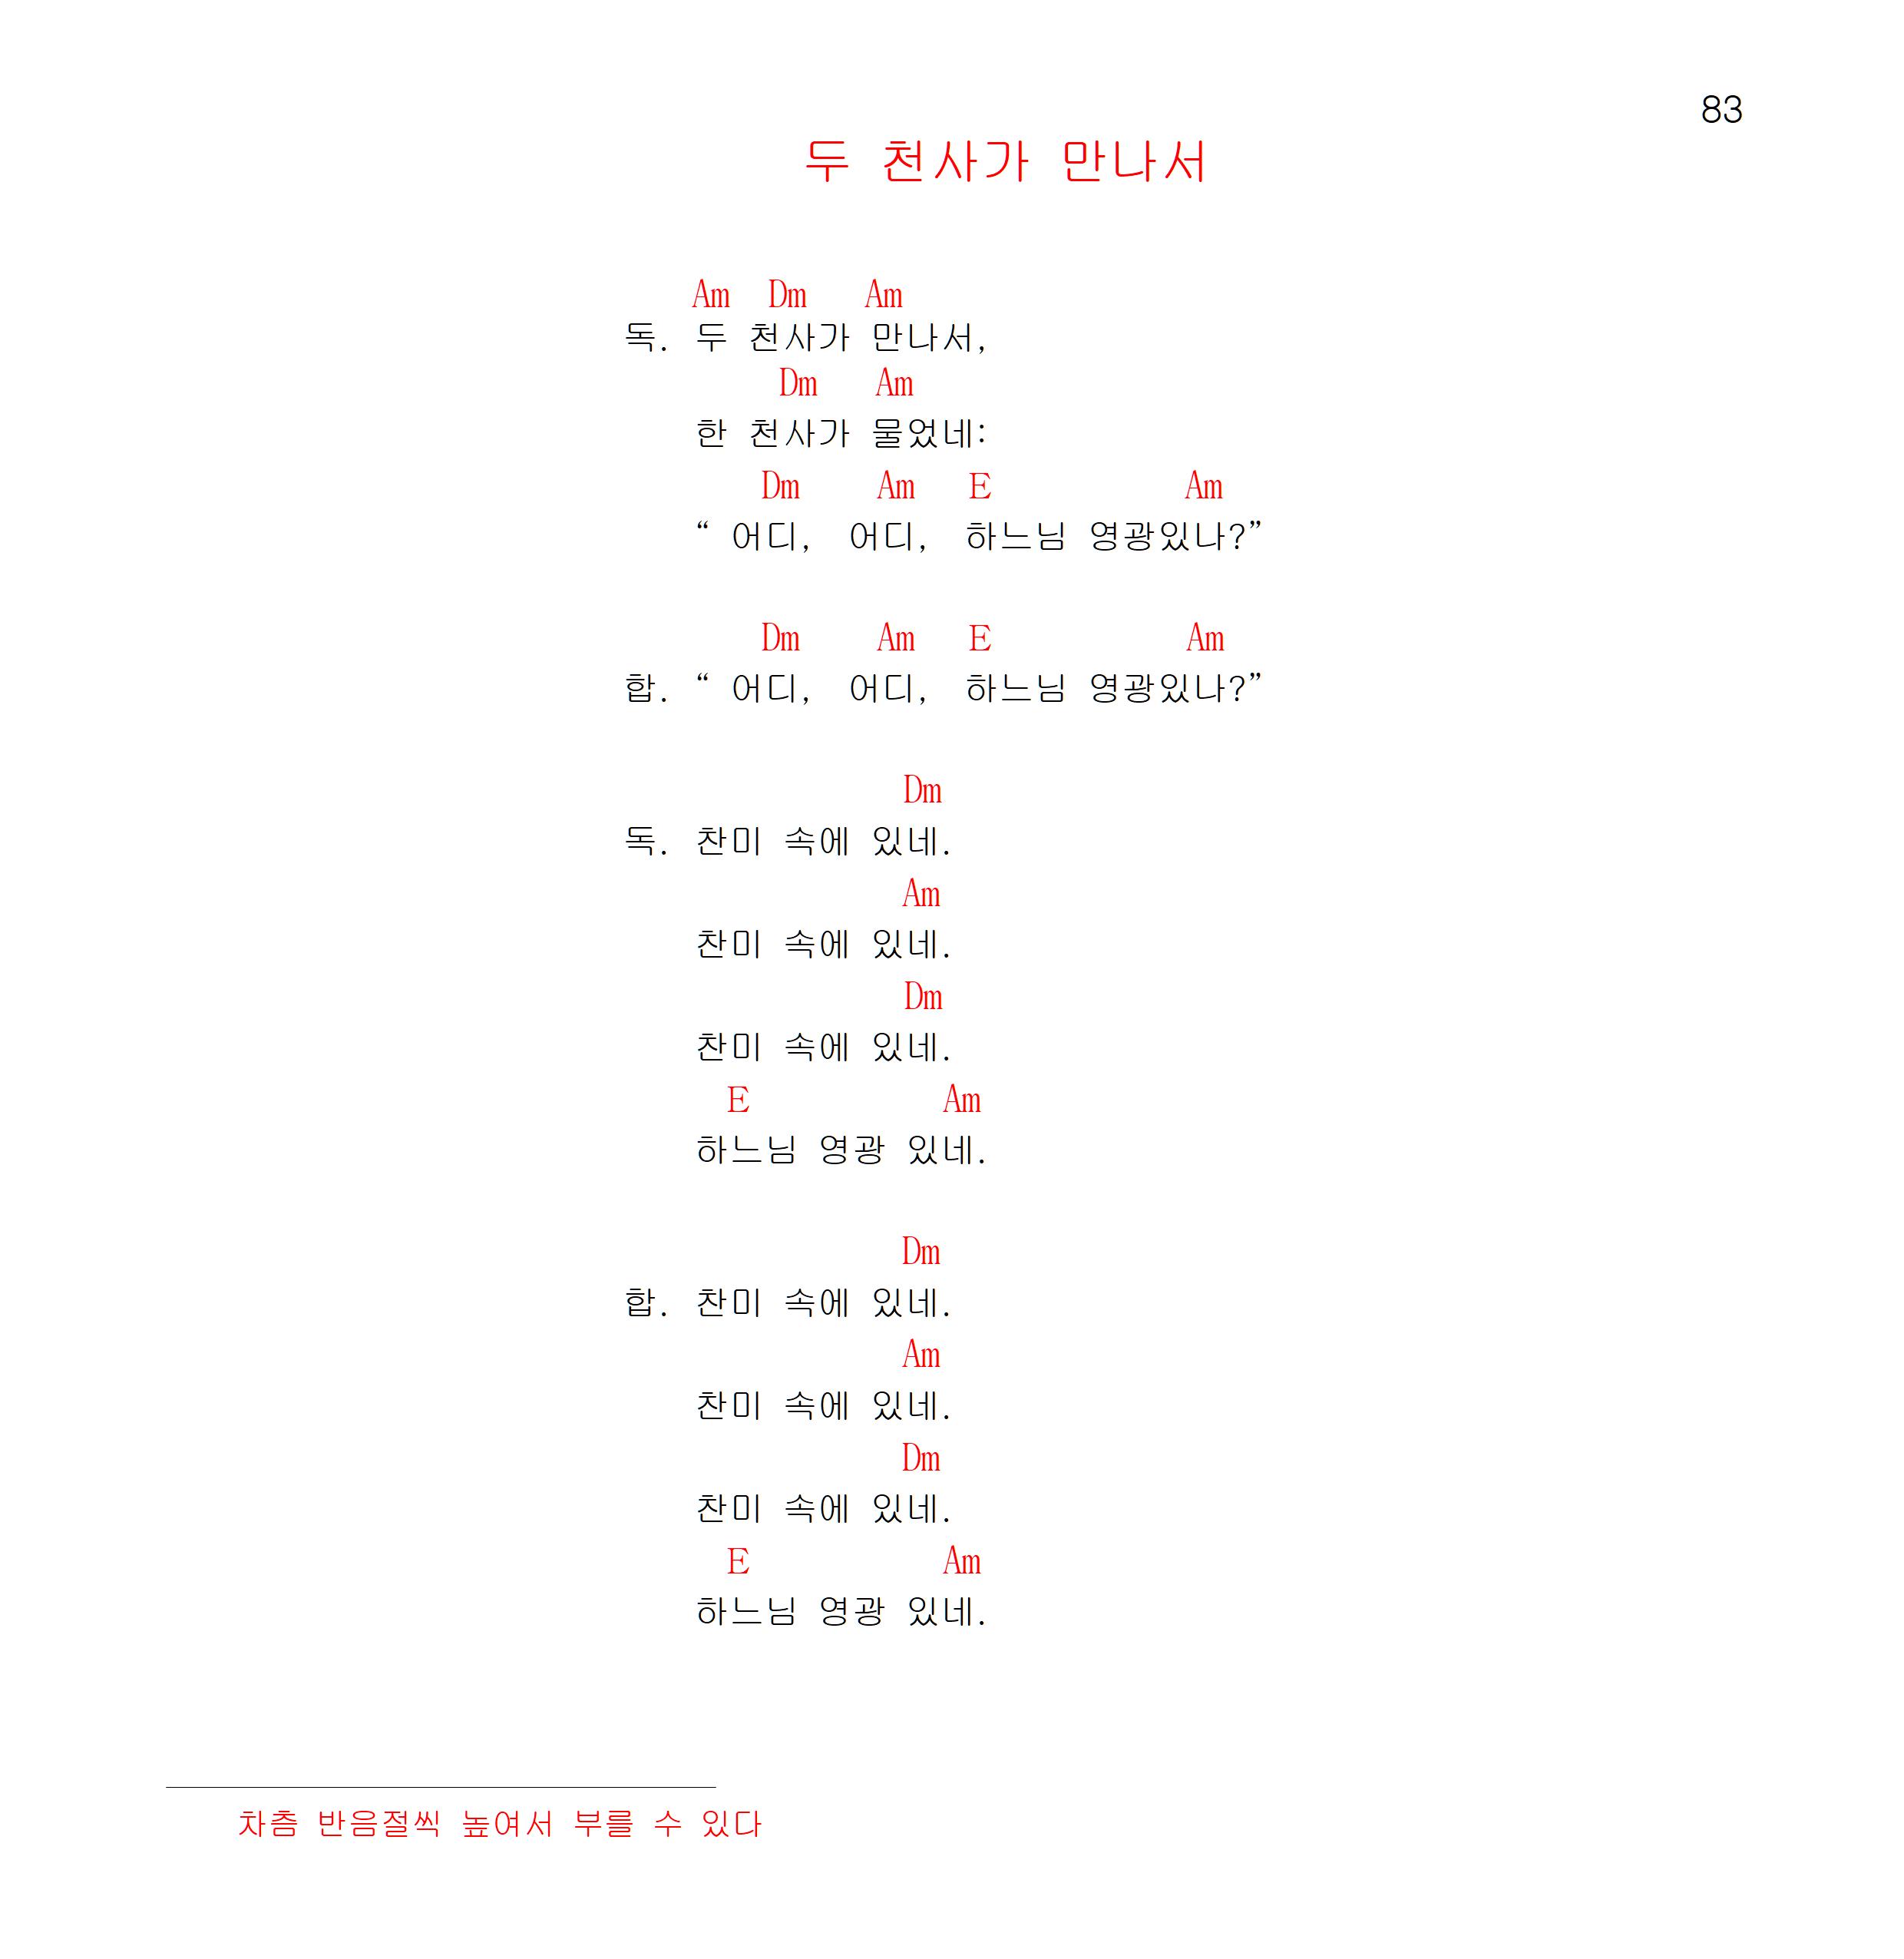 83
두 천사가 만나서
Am Dm Am
독. 두 천사가 만나서,
Dm Am
한 천사가 물었네:
Dm Am E Am
“ 어디, 어디, 하느님 영광있나?”
Dm Am E Am
합. “ 어디, 어디, 하느님 영광있나?”
Dm
독. 찬미 속에 있네.
Am
찬미 속에 있네.
Dm
찬미 속에 있네.
E Am
하느님 영광 있네.
Dm
합. 찬미 속에 있네.
Am
찬미 속에 있네.
Dm
찬미 속에 있네.
E Am
하느님 영광 있네.
차츰 반음절씩 높여서 부를 수 있다